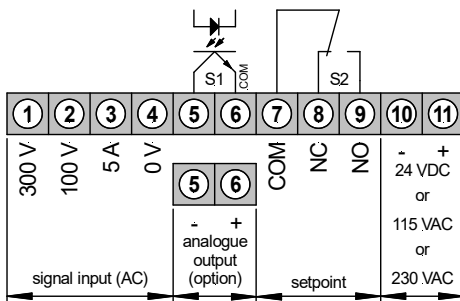 S1
.COM
S2
1 2 3 4 5 6 7 8 9 10 11
300 V
100 V
5 A
0 V
5 6
- +
analogue
output
(option)
COM
NC
NO
- +
24 VDC
or
115 VAC
or
230 VAC
signal input (AC)
setpoint